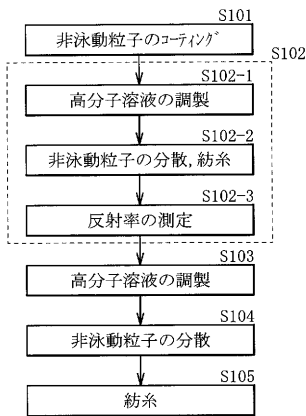 S101
非泳動粒子のコーティング
S102
S102-1
高分子溶液の調製
S102-2
非泳動粒子の分散,紡糸
S102-3
反射率の測定
S103
高分子溶液の調製
S104
非泳動粒子の分散
S105
紡糸